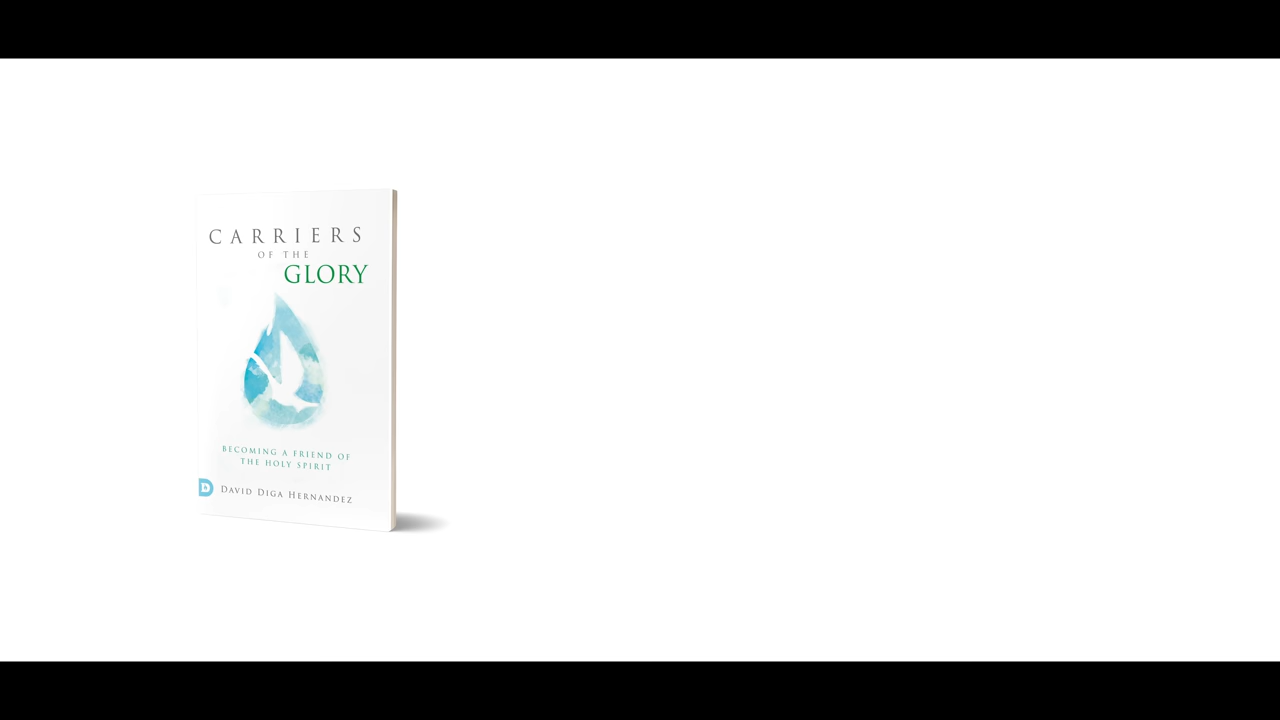 CARRIERS
OF THE
GLORY
BECOMING A FRIEND OF
THE HOLY SPIRIT
DAVID DIGA HERNANDEZ